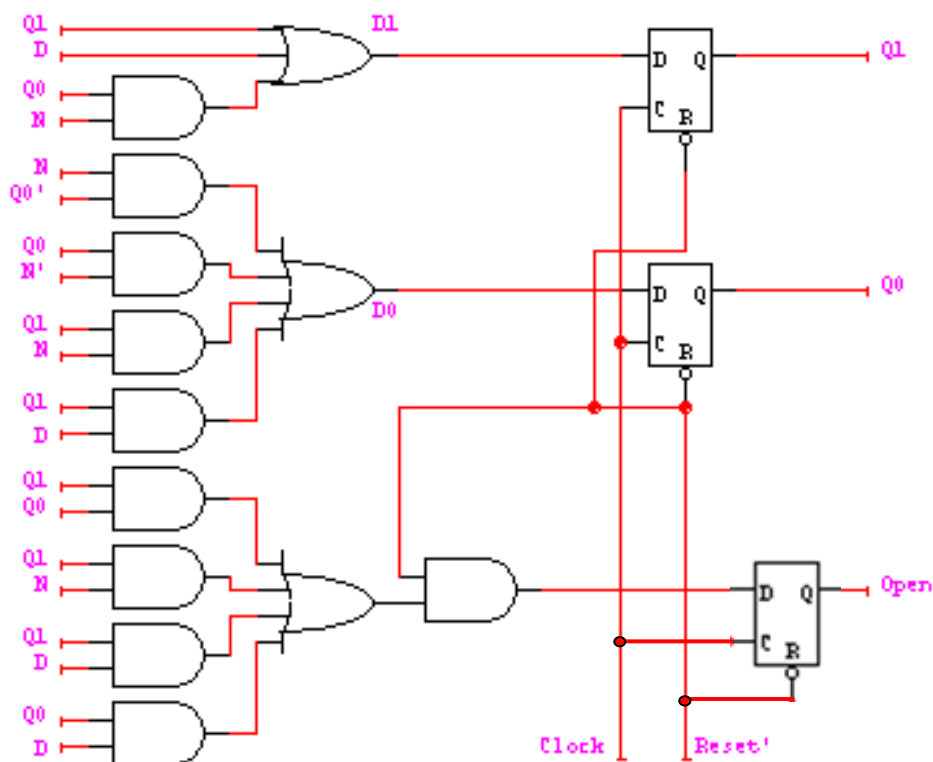 Q1 D1
D D Q Q1
Q0 C R
N
N
Q0'
Q0
N' D Q Q0
Q1 D0
N C R
Q1
D
Q1
Q0
Q1
N D Q Open
Q1 C R
D
Q0
D Clock Reset'